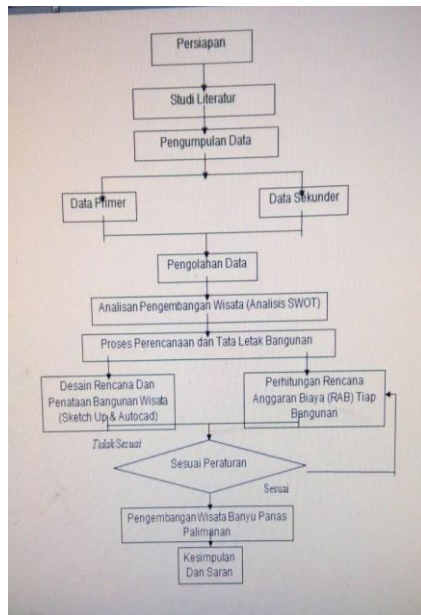 Persiapan
Studi Literatur
Pengumpulan Data
Data Primer
Data Sekunder
Pengolahan Data
Analisan Pengembangan Wisata (Analisis SWOT)
Proses Perencanaan dan Tata Letak Bangunan
Desain Rencana Dan
Penataan Bangunan Wisata
(Sketch Up & Autocad)
Perhitungan Rencana
Anggaran Biaya (RAB) Tiap
Bangunan
Tidak Sesuai
Sesuai Peraturan
Sesuai
Pengembangan Wisata Banyu Panas
Palimanan
Kesimpulan
Dan Saran